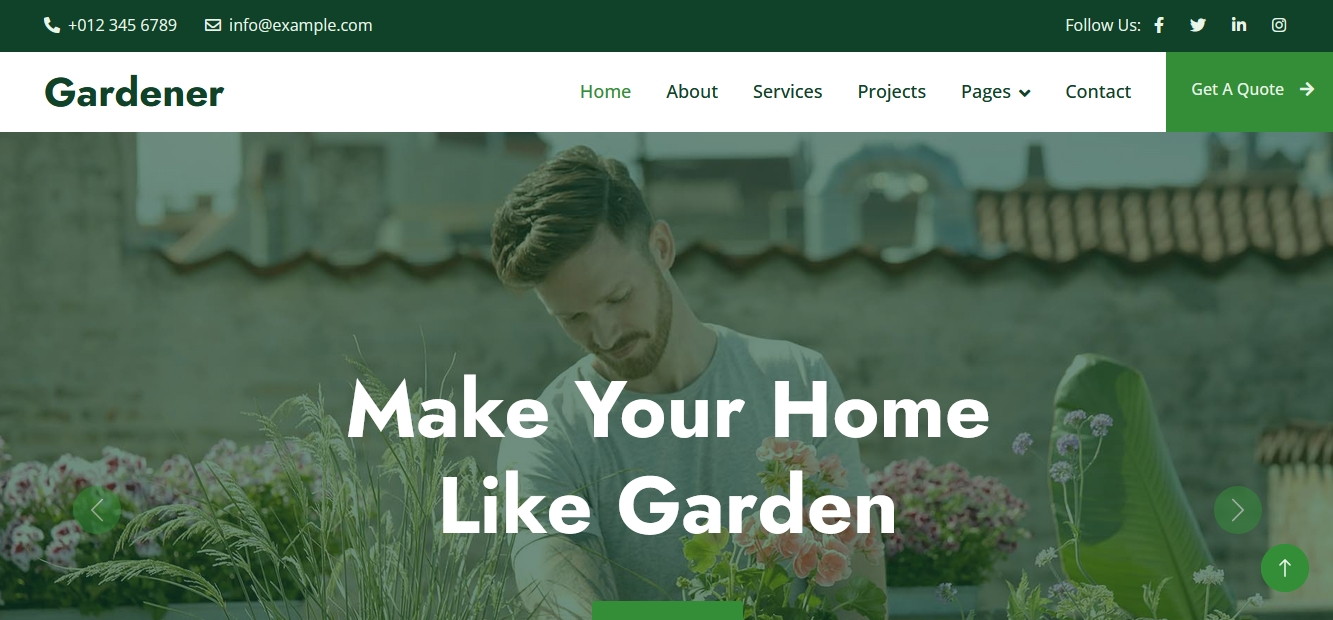 +012 345 6789 info@example.com Follow Us:
Gardener Home About Services Projects Pages Contact Get A Quote
Make Your Home
Like Garden